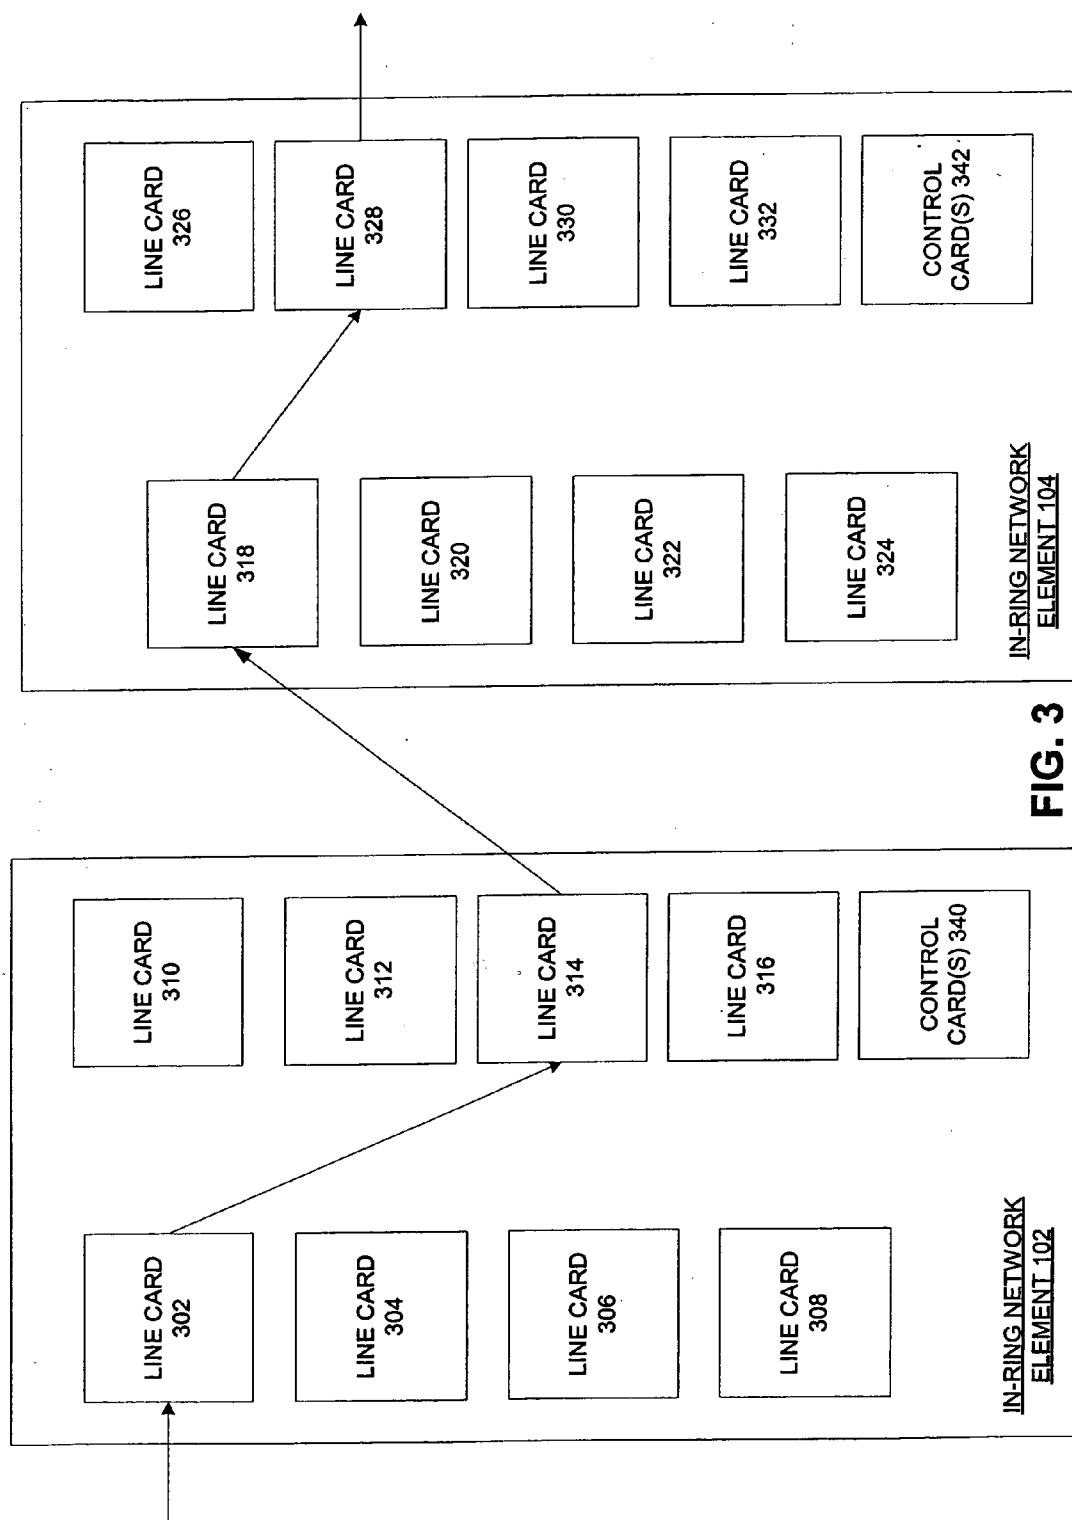 LINE CARD
302
LINE CARD
304
LINE CARD
306
LINE CARD
308
IN-RING NETWORK
ELEMENT 102
LINE CARD
310
LINE CARD
312
LINE CARD
314
LINE CARD
316
CONTROL
CARD(S) 340
LINE CARD
318
LINE CARD
320
LINE CARD
322
LINE CARD
324
IN-RING NETWORK
ELEMENT 104
LINE CARD
326
LINE CARD
328
LINE CARD
330
LINE CARD
332
CONTROL
CARD(S) 342
FIG. 3